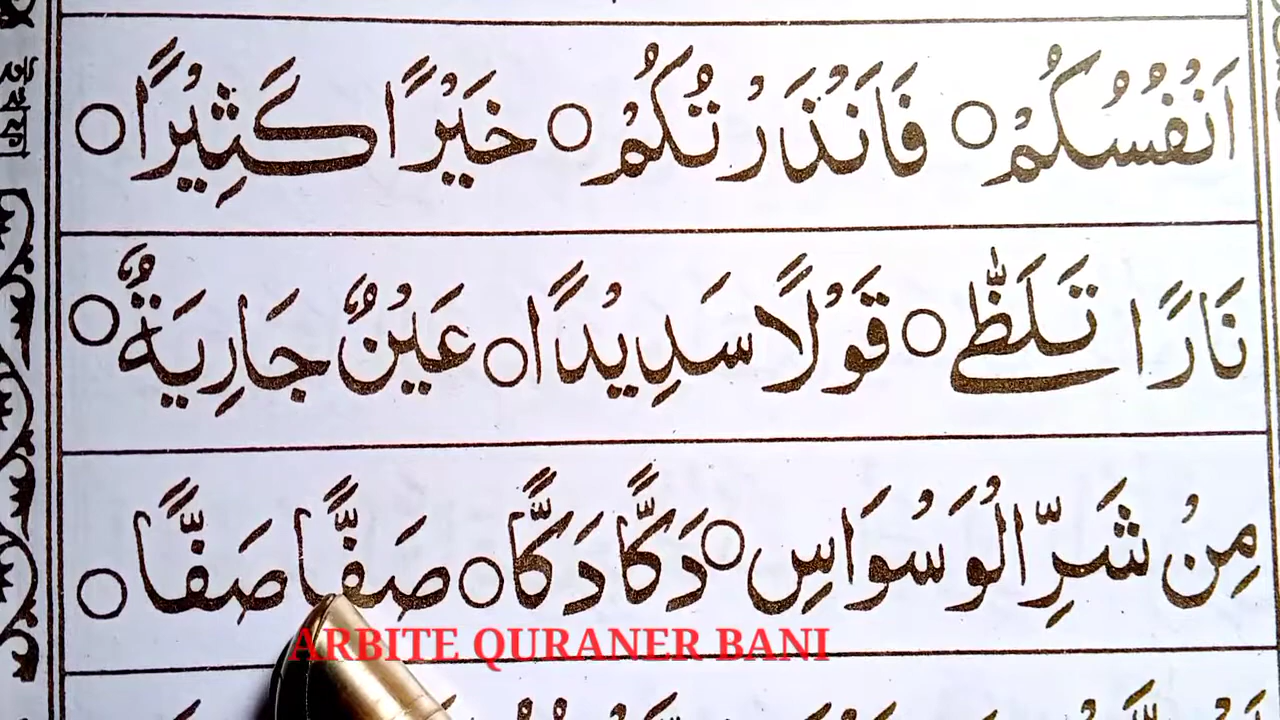 اَنْفُسُكُمْ ○ فَاَنْذَرْتُكُمْ ○ خَيْرًا كَثِيْرًا ○
نَارًا تَلَظّٰى ○ قَوْلًا سَدِيْدًا ○ عَيْنٌ جَارِيَةٌ ○
مِنْ شَرِّ الْوَسْوَاسِ ○ دَكًّا دَكًّا ○ صَفًّا صَفًّا ○
ARBITE QURANER BANI